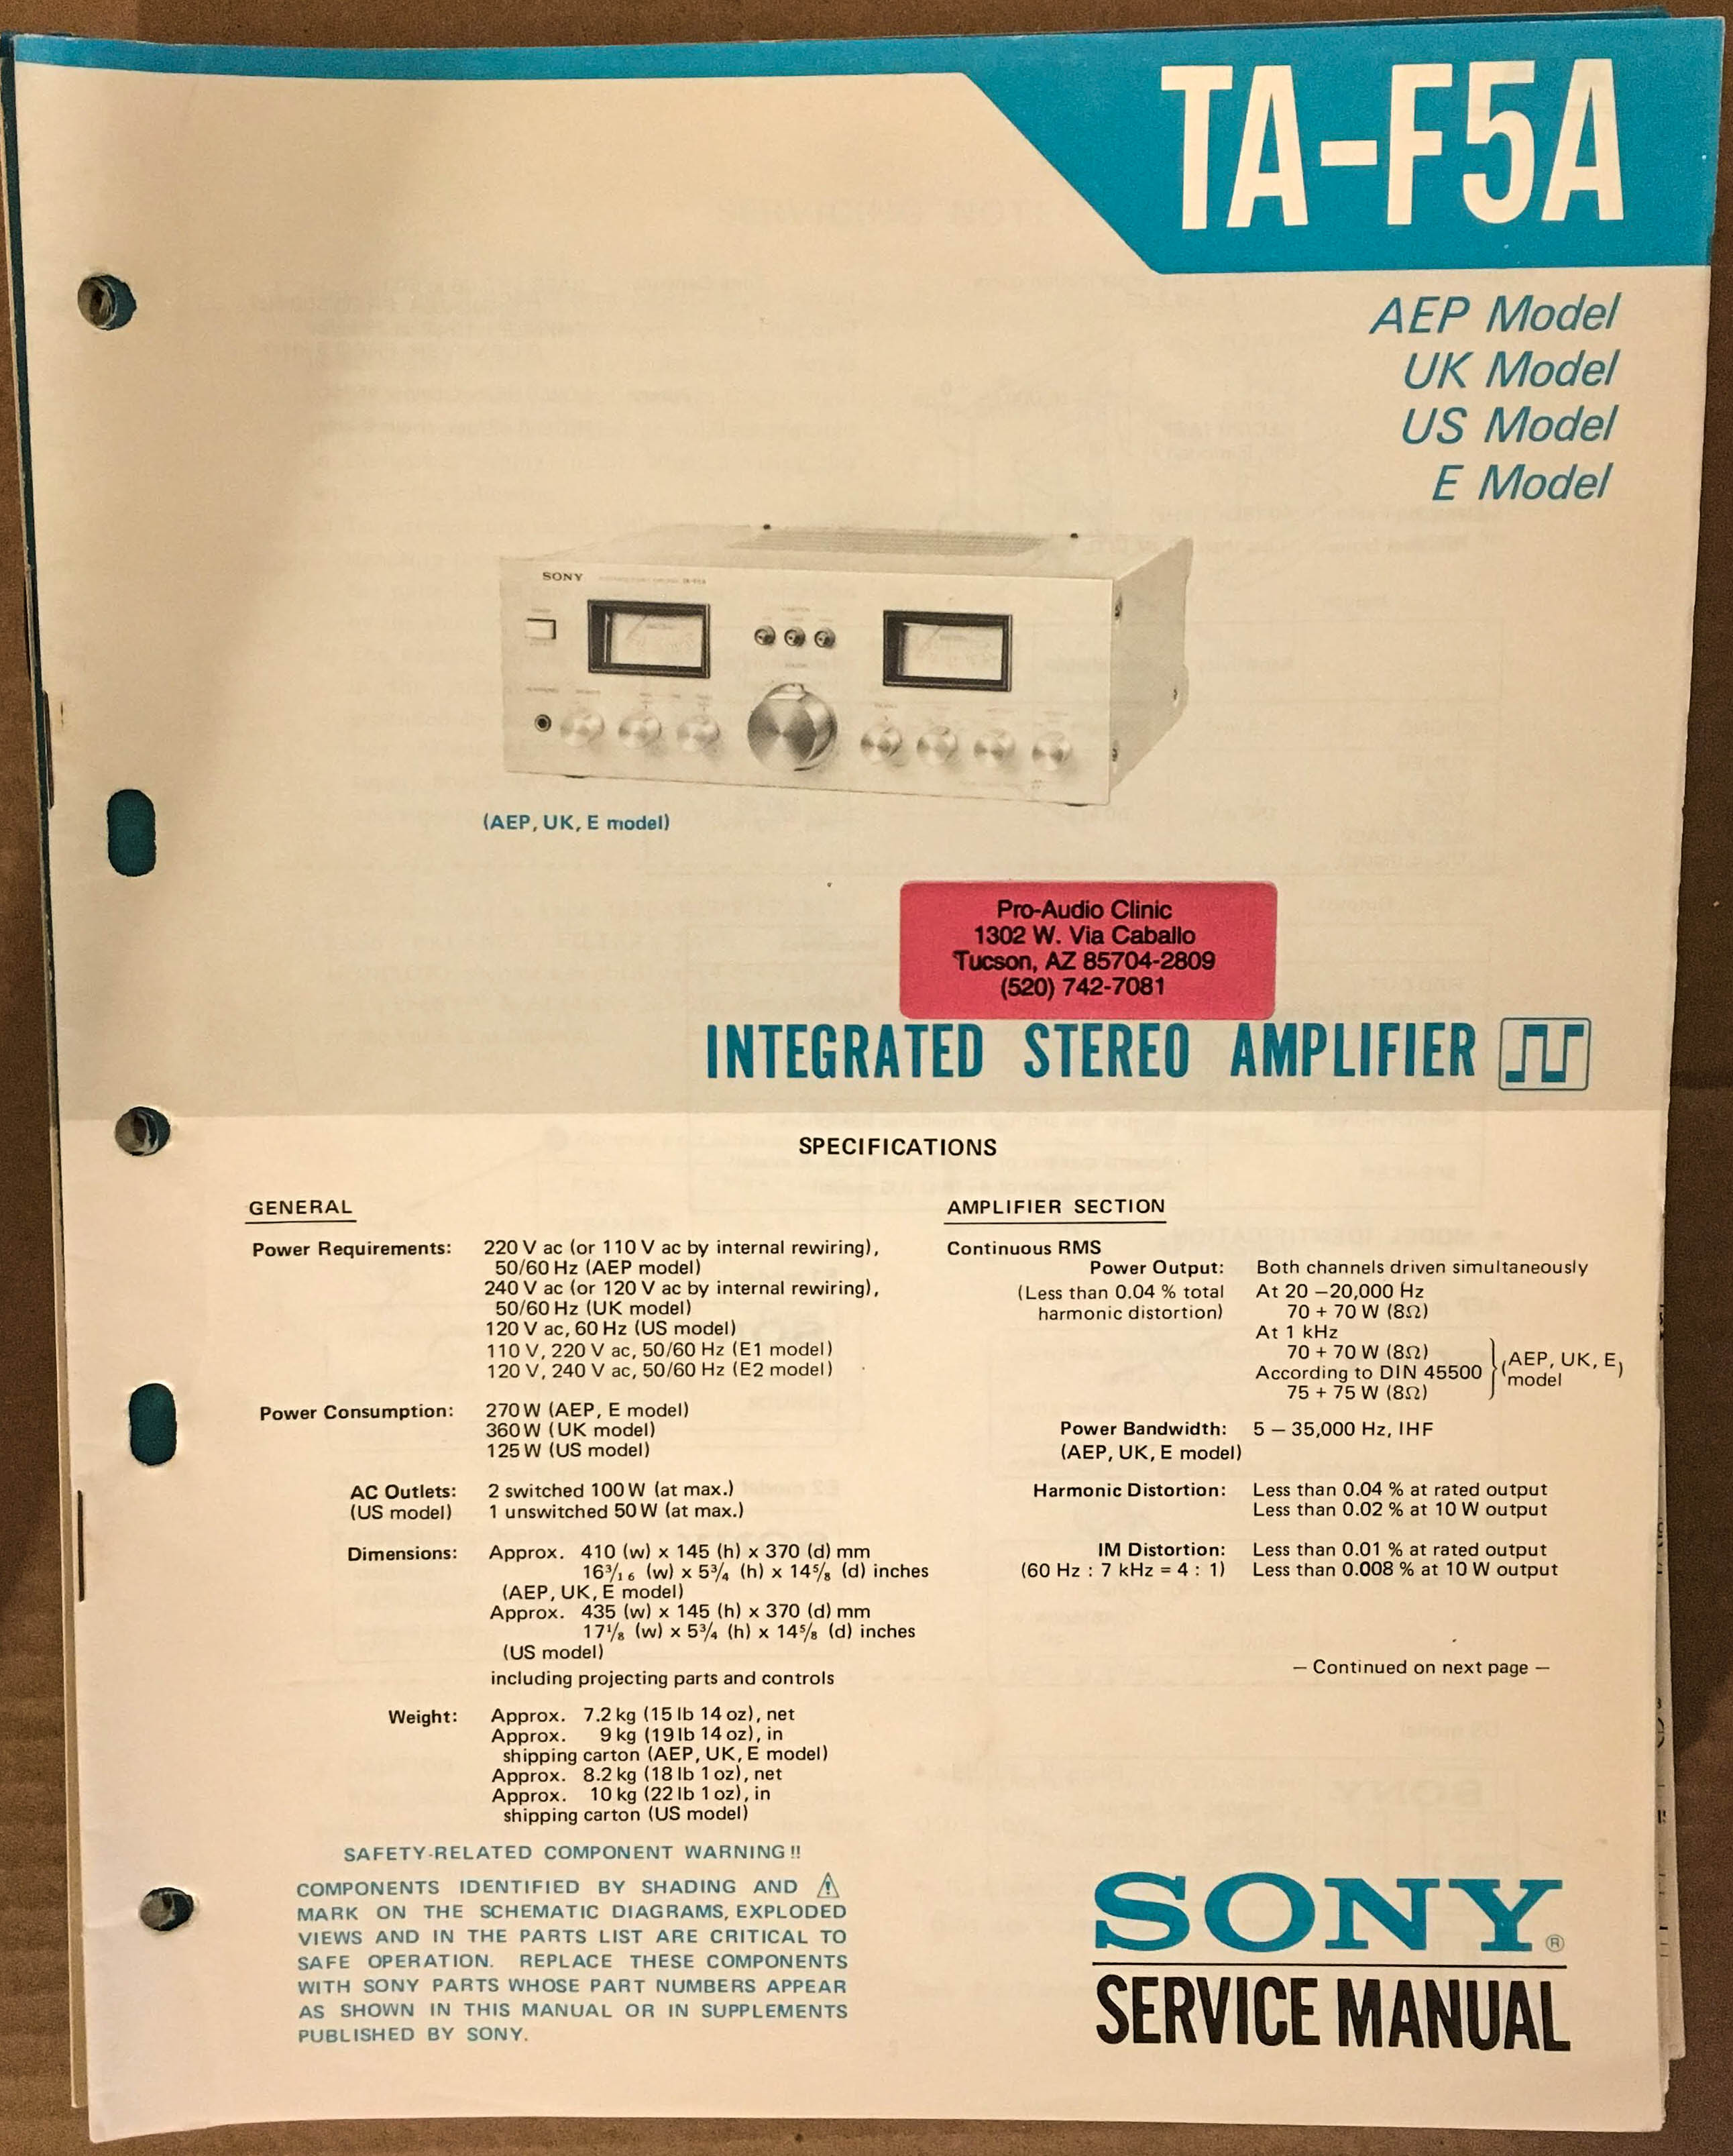 TA-F5A
AEP Model
UK Model
US Model
E Model
SONY
(AEP, UK, E model)
Pro-Audio Clinic
1302 W. Via Caballo
Tucson, AZ 85704-2809
(520) 742-7081
INTEGRATED STEREO AMPLIFIER
SPECIFICATIONS
GENERAL
Power Requirements: 220 V ac (or 110 V ac by internal rewiring),
50/60 Hz (AEP model)
240 V ac (or 120 V ac by internal rewiring),
50/60 Hz (UK model)
120 V ac, 60 Hz (US model)
110 V, 220 V ac, 50/60 Hz (E1 model)
120 V, 240 V ac, 50/60 Hz (E2 model)
Power Consumption: 270 W (AEP, E model)
360 W (UK model)
125 W (US model)
AC Outlets: 2 switched 100 W (at max.)
(US model) 1 unswitched 50 W (at max.)
Dimensions: Approx. 410 (w) x 145 (h) x 370 (d) mm
16 3/16 (w) x 5 3/4 (h) x 14 5/8 (d) inches
(AEP, UK, E model)
Approx. 435 (w) x 145 (h) x 370 (d) mm
17 1/8 (w) x 5 3/4 (h) x 14 5/8 (d) inches
(US model)
including projecting parts and controls
Weight: Approx. 7.2 kg (15 lb 14 oz), net
Approx. 9 kg (19 lb 14 oz), in
shipping carton (AEP, UK, E model)
Approx. 8.2 kg (18 lb 1 oz), net
Approx. 10 kg (22 lb 1 oz), in
shipping carton (US model)
AMPLIFIER SECTION
Continuous RMS
Power Output: Both channels driven simultaneously
(Less than 0.04 % total At 20 – 20,000 Hz
harmonic distortion) 70 + 70 W (8Ω)
At 1 kHz
70 + 70 W (8Ω) (AEP, UK, E)
According to DIN 45500 model
75 + 75 W (8Ω)
Power Bandwidth: 5 – 35,000 Hz, IHF
(AEP, UK, E model)
Harmonic Distortion: Less than 0.04 % at rated output
Less than 0.02 % at 10 W output
IM Distortion: Less than 0.01 % at rated output
(60 Hz : 7 kHz = 4 : 1) Less than 0.008 % at 10 W output
– Continued on next page –
SAFETY-RELATED COMPONENT WARNING!!
COMPONENTS IDENTIFIED BY SHADING AND ⚠
MARK ON THE SCHEMATIC DIAGRAMS, EXPLODED
VIEWS AND IN THE PARTS LIST ARE CRITICAL TO
SAFE OPERATION. REPLACE THESE COMPONENTS
WITH SONY PARTS WHOSE PART NUMBERS APPEAR
AS SHOWN IN THIS MANUAL OR IN SUPPLEMENTS
PUBLISHED BY SONY.
SONY®
SERVICE MANUAL